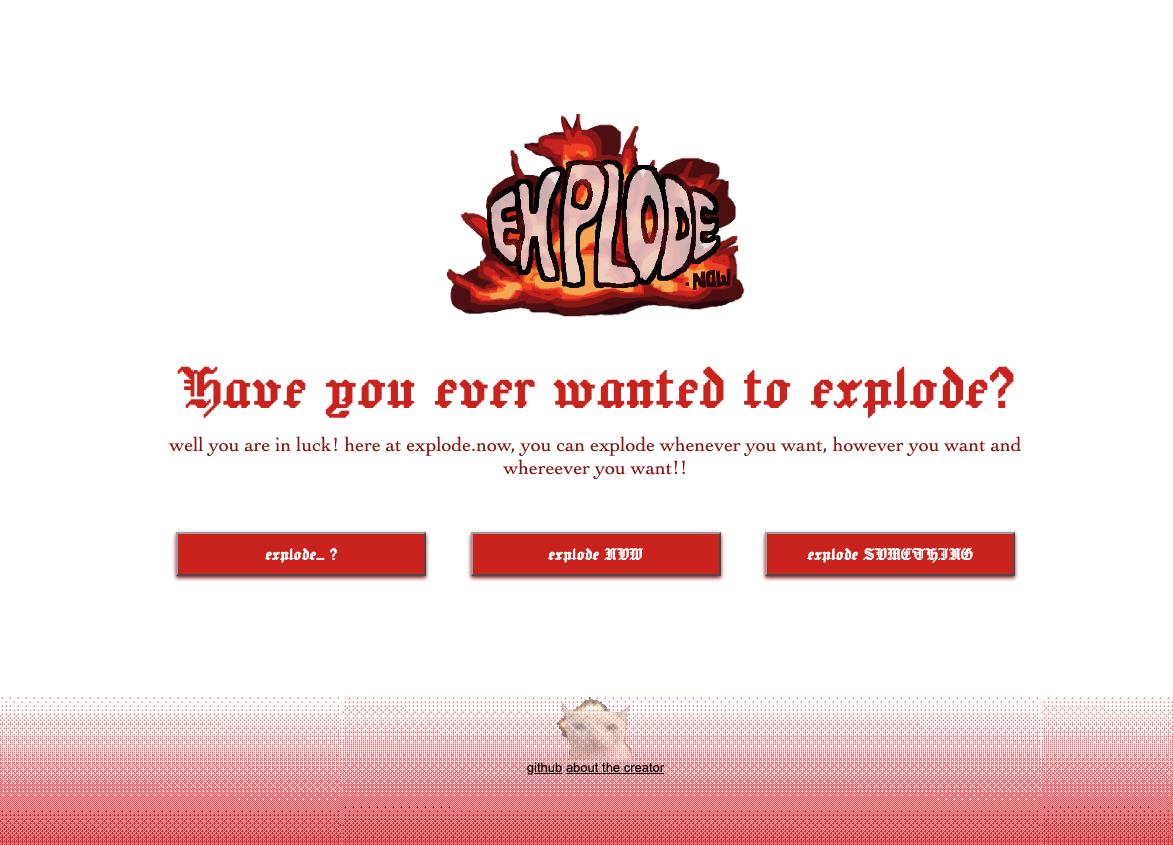 EXPLODE
.NOW
Have you ever wanted to explode?
well you are in luck! here at explode.now, you can explode whenever you want, however you want and
whereever you want!!
explode... ?
explode NOW
explode SOMETHING
github about the creator